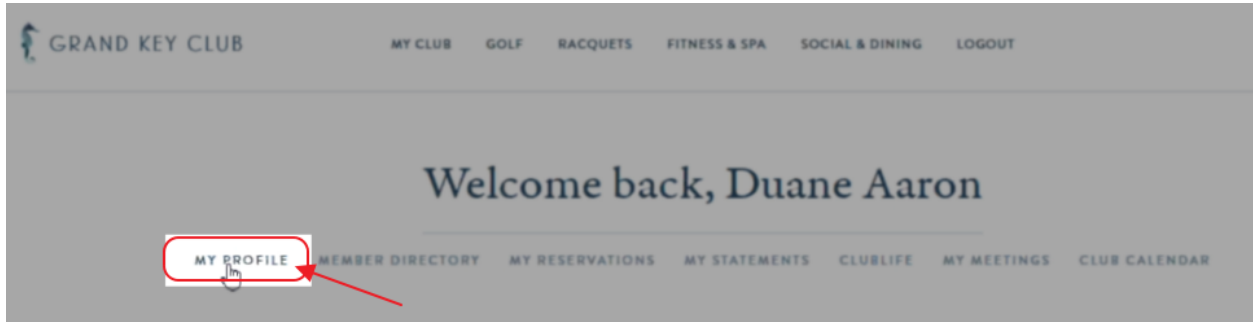 GRAND KEY CLUB MY CLUB GOLF RACQUETS FITNESS & SPA SOCIAL & DINING LOGOUT
Welcome back, Duane Aaron
MY PROFILE MEMBER DIRECTORY MY RESERVATIONS MY STATEMENTS CLUBLIFE MY MEETINGS CLUB CALENDAR